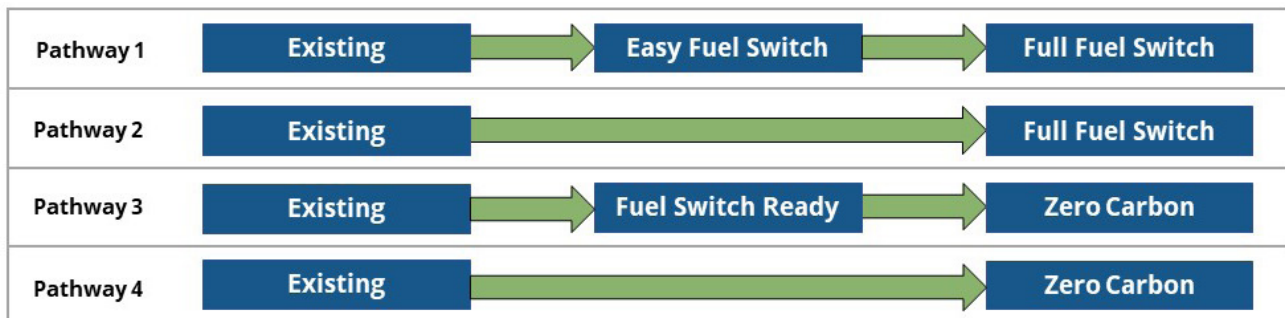 Pathway 1 Existing Easy Fuel Switch Full Fuel Switch
Pathway 2 Existing Full Fuel Switch
Pathway 3 Existing Fuel Switch Ready Zero Carbon
Pathway 4 Existing Zero Carbon